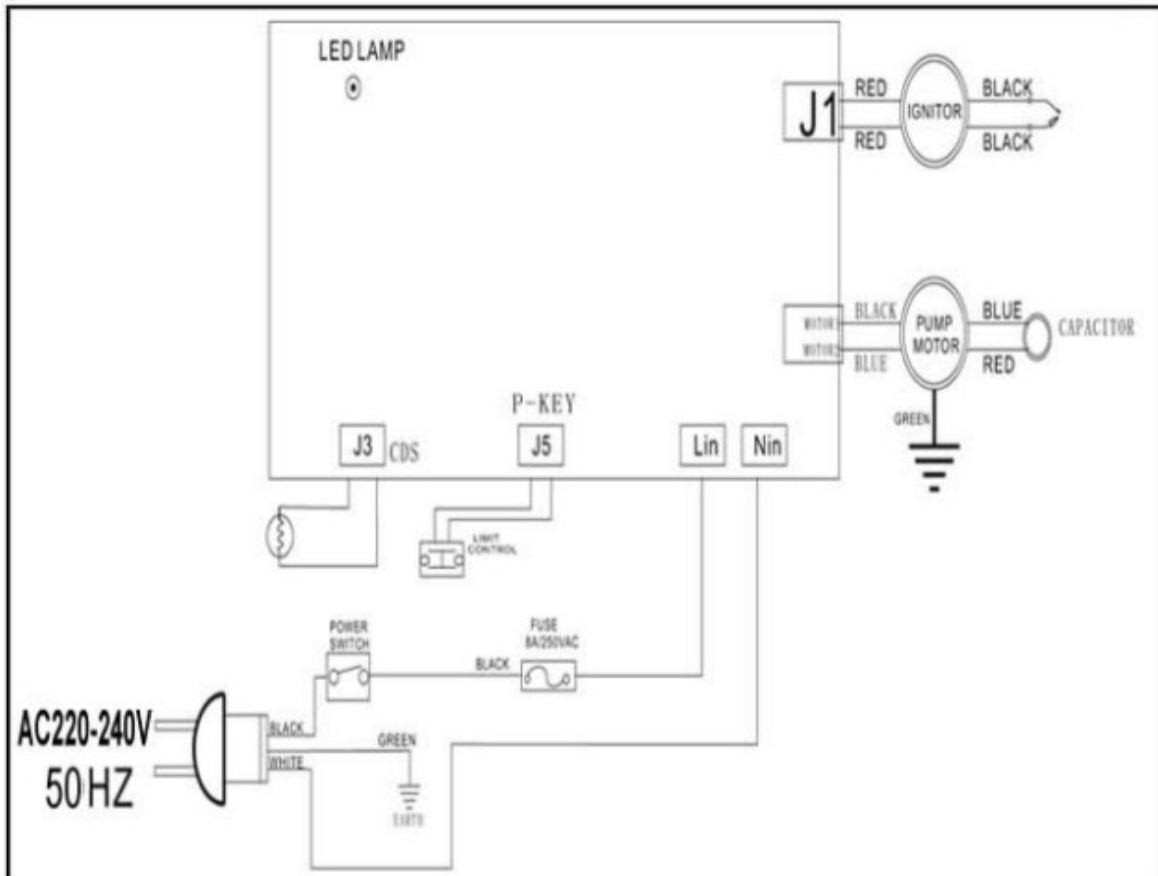 LED LAMP
J1
RED
RED
IGNITOR
BLACK
BLACK
MOTOR1
MOTOR2
BLACK
BLUE
PUMP
MOTOR
BLUE
RED
CAPACITOR
GREEN
P-KEY
J3
CDS
J5
Lin
Nin
LIMIT
CONTROL
POWER
SWITCH
FUSE
8A/250VAC
BLACK
AC220-240V
50HZ
BLACK
GREEN
WHITE
EARTH